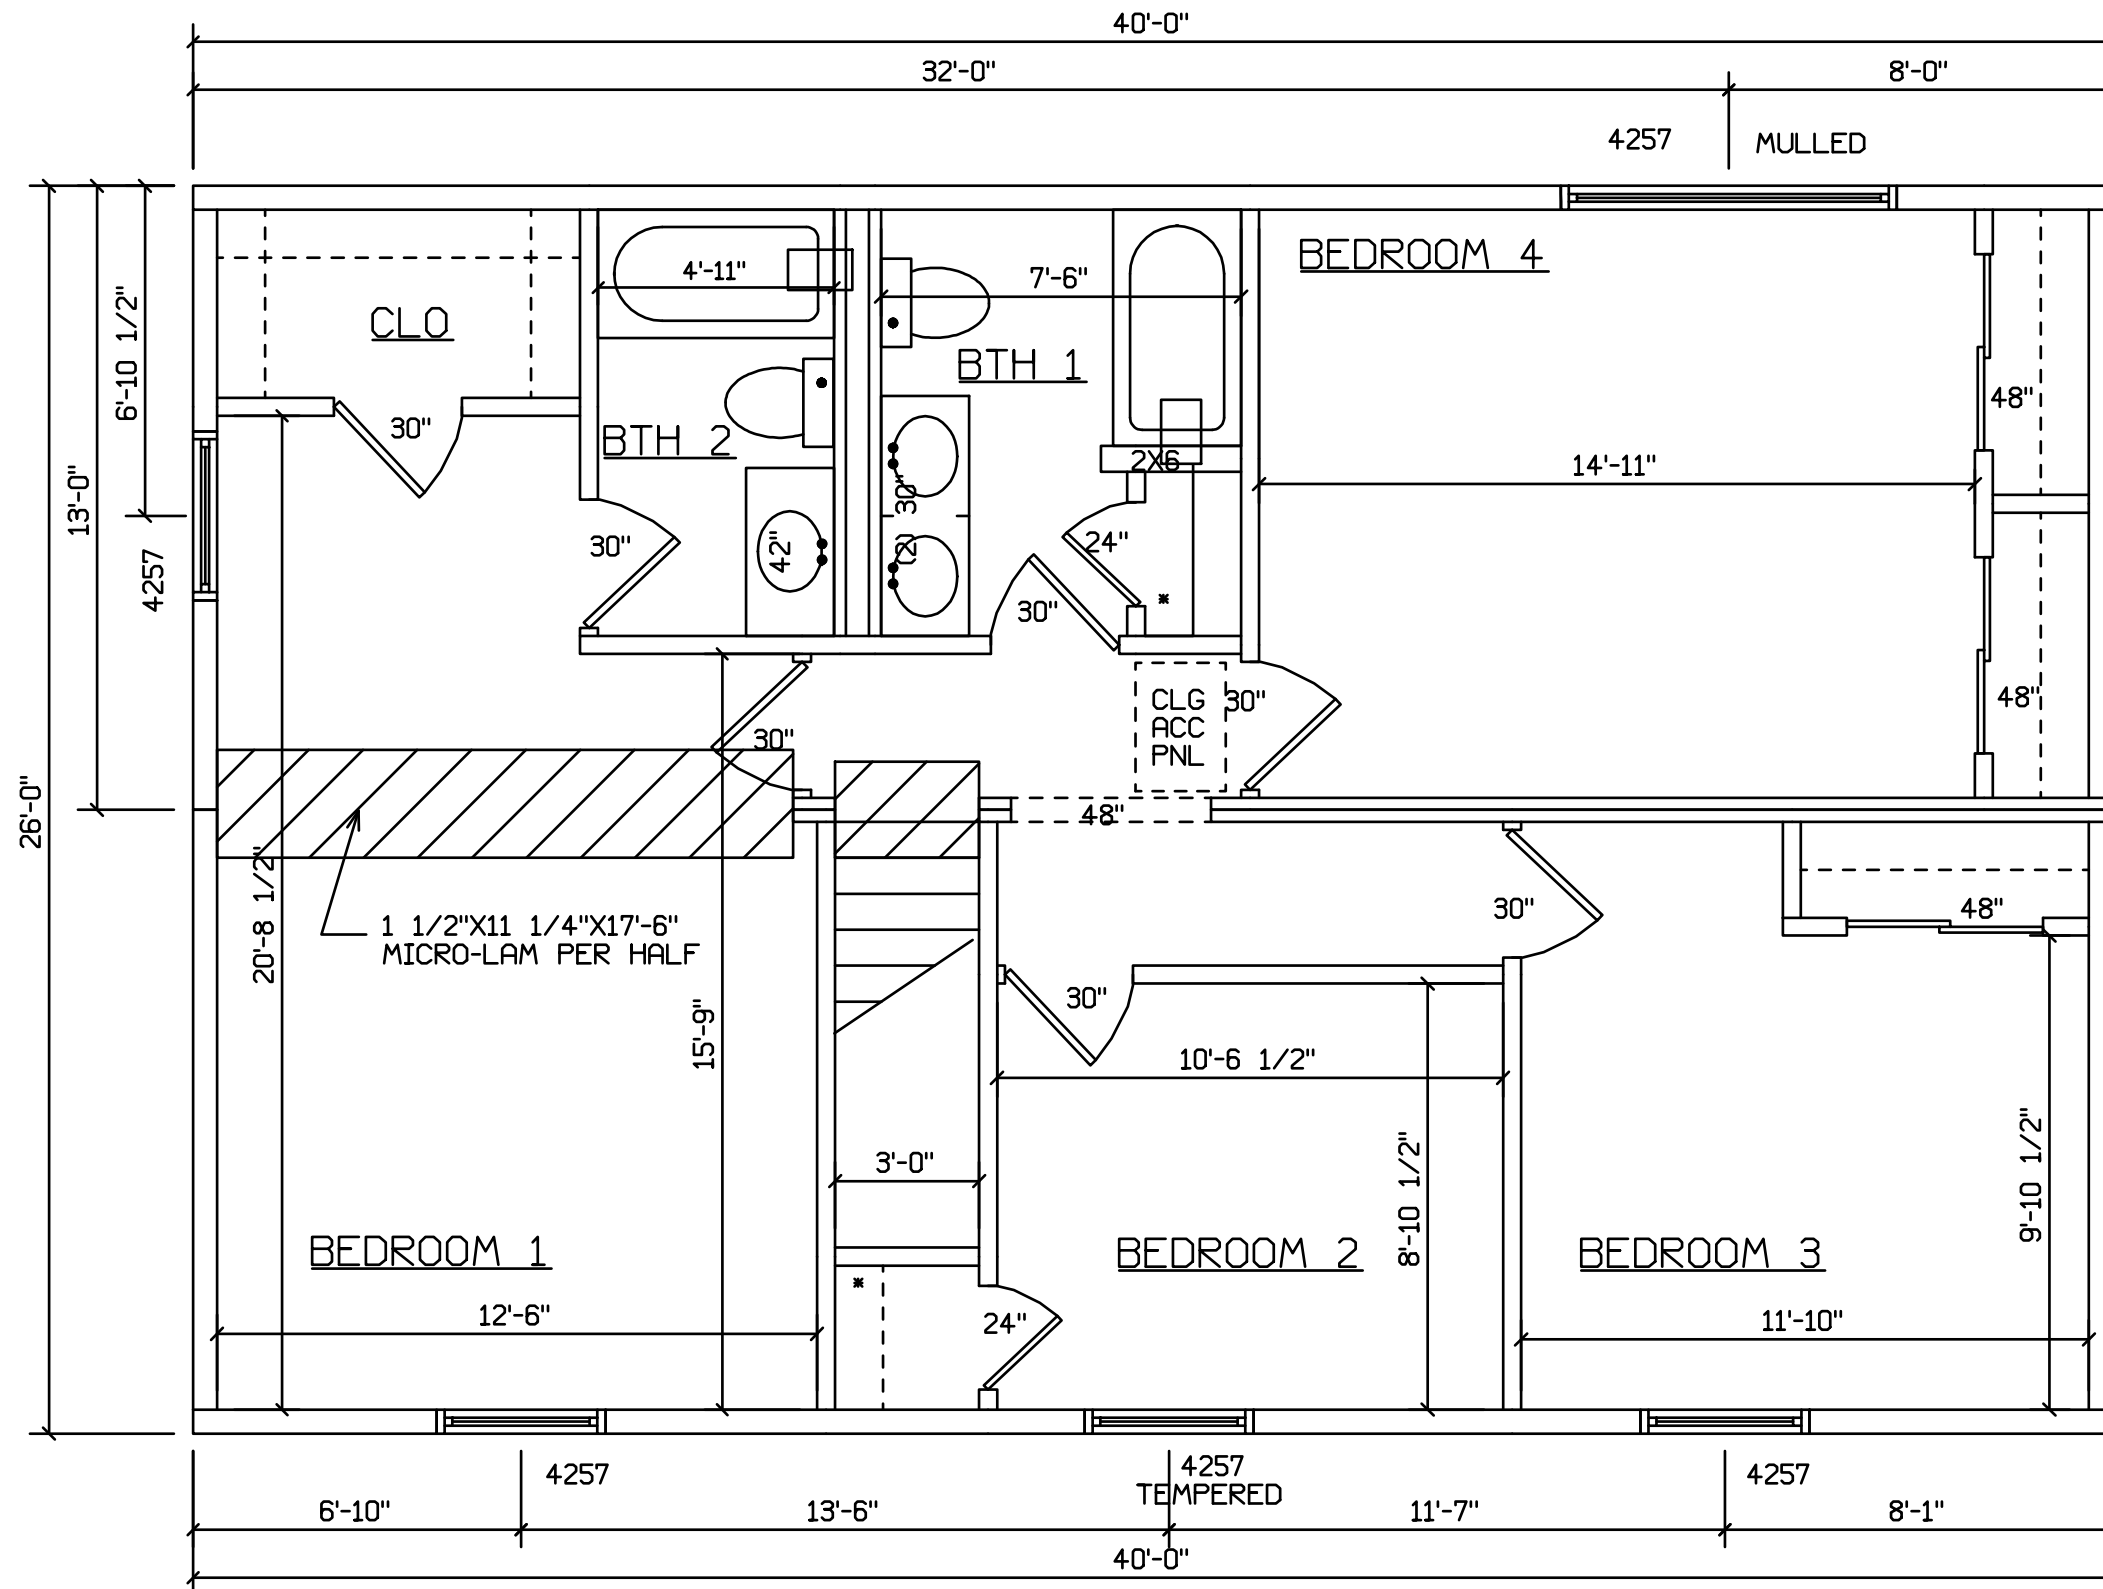 40'-0"
32'-0"
8'-0"
4257
MULLED
BEDROOM 4
4'-11"
7'-6"
6'-10 1/2"
CLO
BTH 1
48"
30"
BTH 2
2X6
14'-11"
13'-0"
30"
42"
(2) 30"
24"
4257
30"
*
CLG
ACC
PNL
30"
48"
30"
26'-0"
48"
20'-8 1/2"
1 1/2"X11 1/4"X17'-6"
MICRO-LAM PER HALF
30"
48"
15'-9"
30"
10'-6 1/2"
3'-0"
8'-10 1/2"
9'-10 1/2"
BEDROOM 1
BEDROOM 2
BEDROOM 3
*
12'-6"
24"
11'-10"
4257
4257
TEMPERED
4257
6'-10"
13'-6"
11'-7"
8'-1"
40'-0"